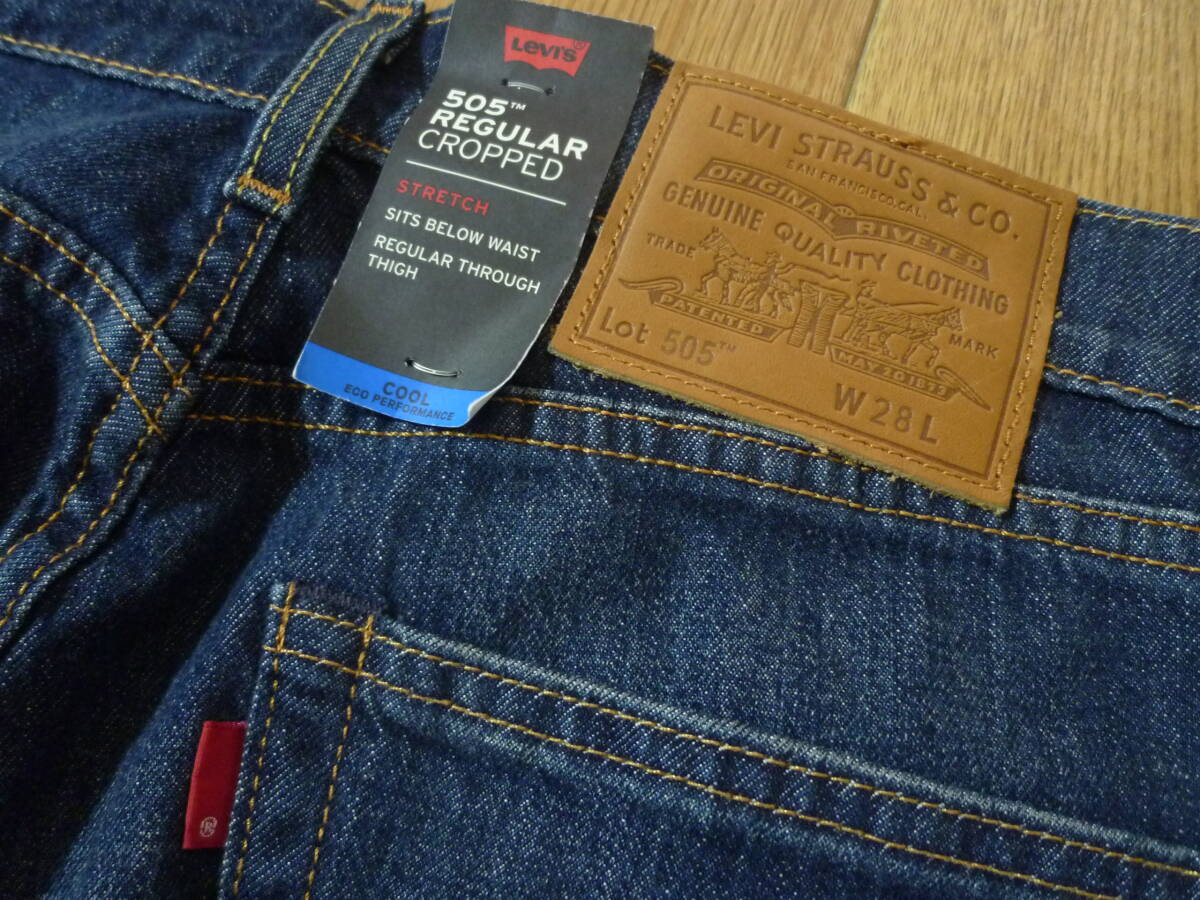 Levi's®
505™
REGULAR
CROPPED
STRETCH
SITS BELOW WAIST
REGULAR THROUGH
THIGH
COOL
ECO PERFORMANCE
LEVI STRAUSS & CO.
SAN FRANCISCO, CAL.
ORIGINAL RIVETED
GENUINE QUALITY CLOTHING
TRADE MARK
PATENTED MAY 20 1873
Lot 505™
W 28 L
®